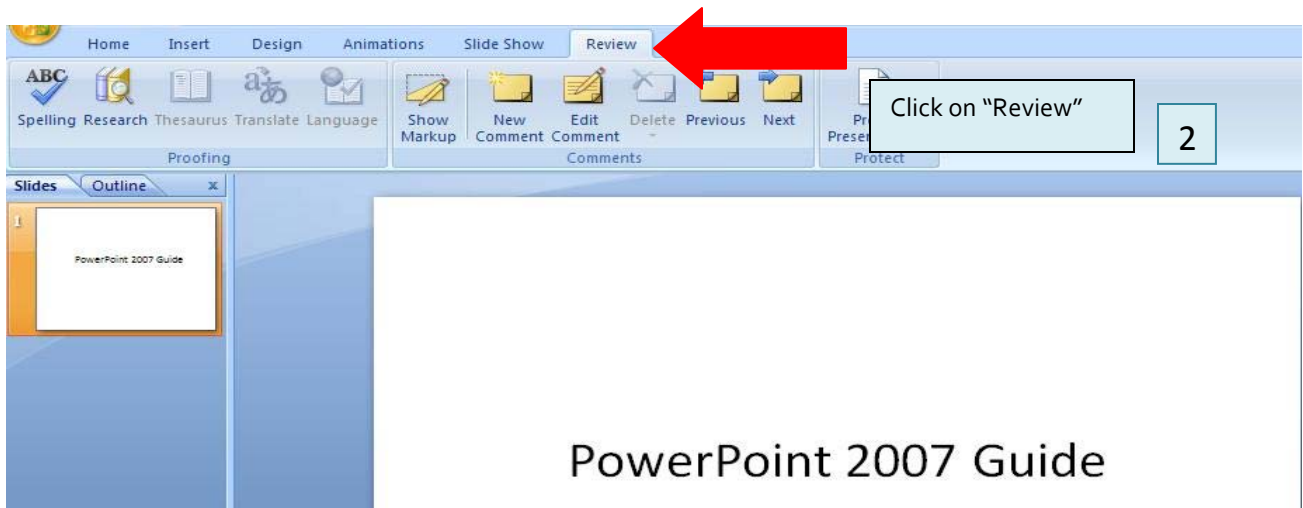 Home Insert Design Animations Slide Show Review
ABC
Spelling Research Thesaurus Translate Language
Show Markup
New Comment
Edit Comment
Delete Previous Next
Proofing
Comments
Protect
Click on “Review”
2
Slides Outline x
1
PowerPoint 2007 Guide
PowerPoint 2007 Guide